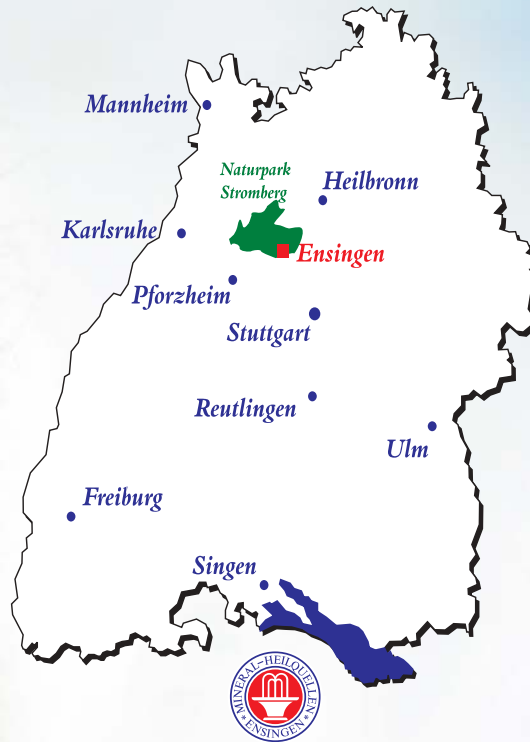 Mannheim
Naturpark
Stromberg
Heilbronn
Karlsruhe
Ensingen
Pforzheim
Stuttgart
Reutlingen
Ulm
Freiburg
Singen
MINERAL-HEILQUELLEN
ENSINGEN